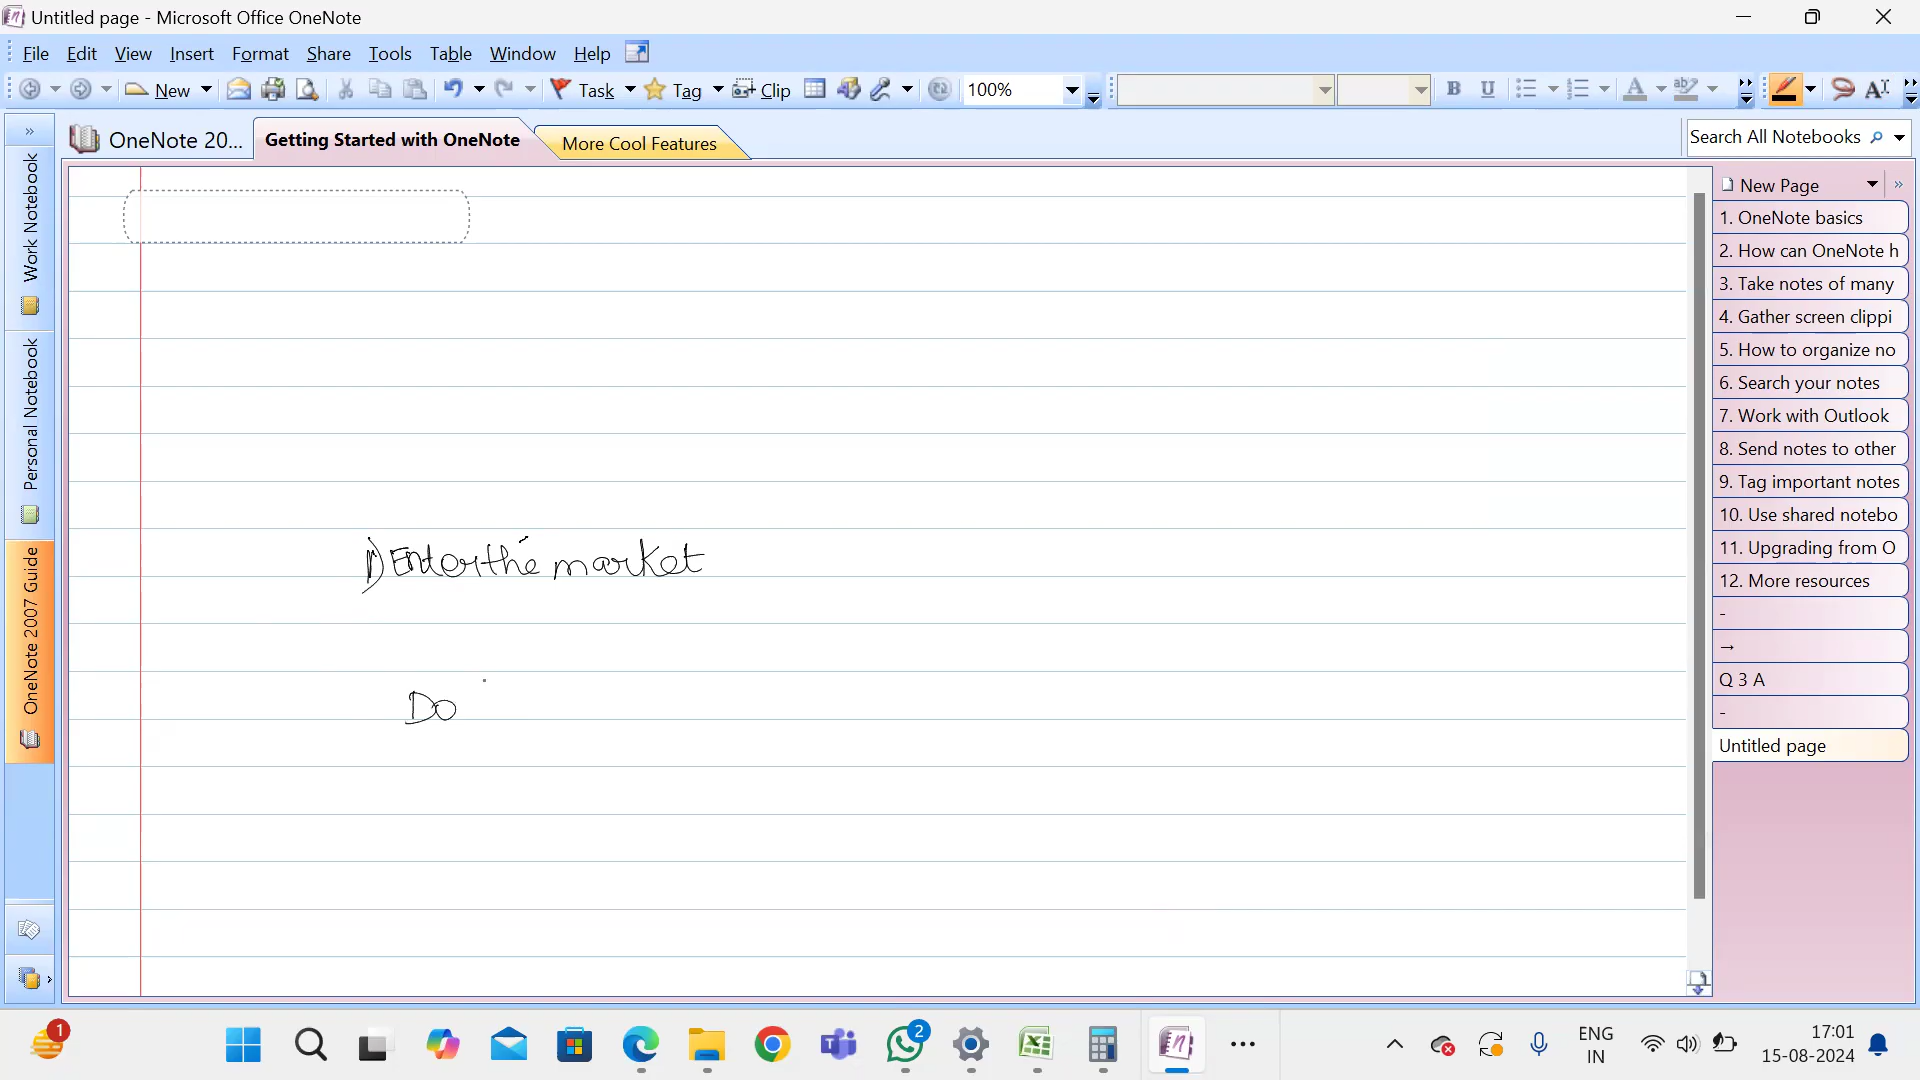 Untitled page - Microsoft Office OneNote
File Edit View Insert Format Share Tools Table Window Help
New Task Tag Clip 100% B U
OneNote 20... Getting Started with OneNote More Cool Features Search All Notebooks
Work Notebook
Personal Notebook
OneNote 2007 Guide
New Page
1. OneNote basics
2. How can OneNote h
3. Take notes of many
4. Gather screen clippi
5. How to organize no
6. Search your notes
7. Work with Outlook
8. Send notes to other
9. Tag important notes
10. Use shared notebo
11. Upgrading from O
12. More resources
-
→
Q 3 A
-
Untitled page
1) Enter the market
Do
1 2 ENG 17:01
IN 15-08-2024